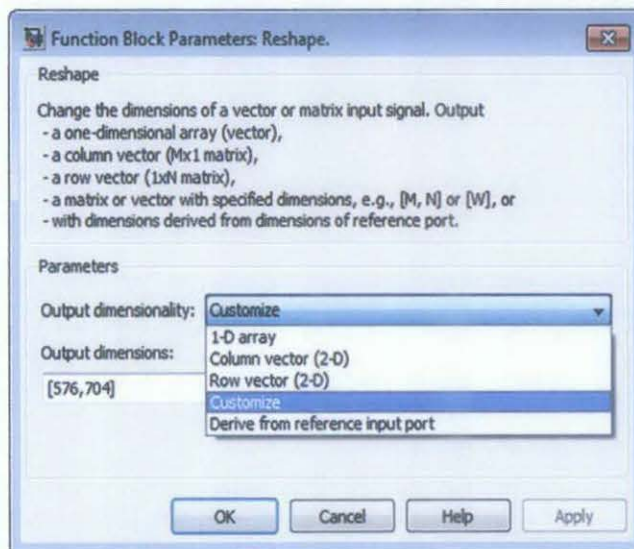 Function Block Parameters: Reshape.
Reshape
Change the dimensions of a vector or matrix input signal. Output
- a one-dimensional array (vector),
- a column vector (Mx1 matrix),
- a row vector (1xN matrix),
- a matrix or vector with specified dimensions, e.g., [M, N] or [W], or
- with dimensions derived from dimensions of reference port.
Parameters
Output dimensionality: Customize
1-D array
Column vector (2-D)
Row vector (2-D)
Customize
Derive from reference input port
Output dimensions:
[576,704]
OK Cancel Help Apply